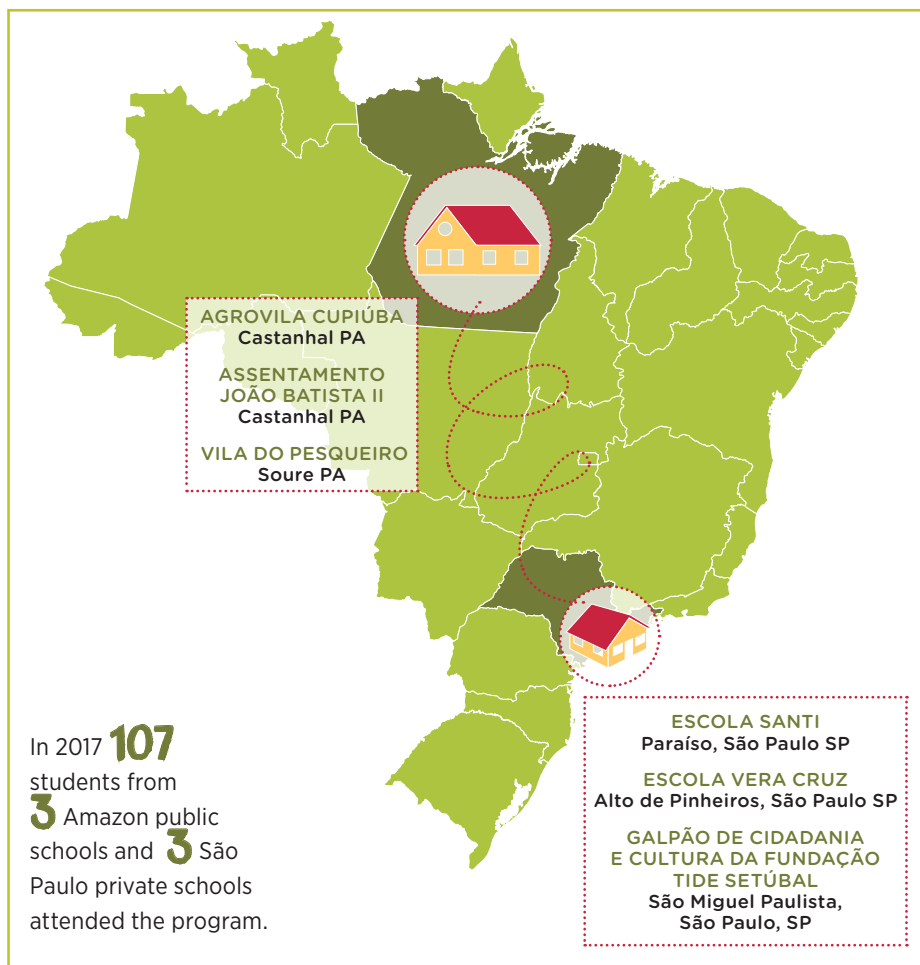 AGROVILA CUPIÚBA
Castanhal PA
ASSENTAMENTO
JOÃO BATISTA II
Castanhal PA
VILA DO PESQUEIRO
Soure PA
ESCOLA SANTI
Paraíso, São Paulo SP
ESCOLA VERA CRUZ
Alto de Pinheiros, São Paulo SP
GALPÃO DE CIDADANIA
E CULTURA DA FUNDAÇÃO
TIDE SETÚBAL
São Miguel Paulista,
São Paulo, SP
In 2017 107
students from
3 Amazon public
schools and 3 São
Paulo private schools
attended the program.